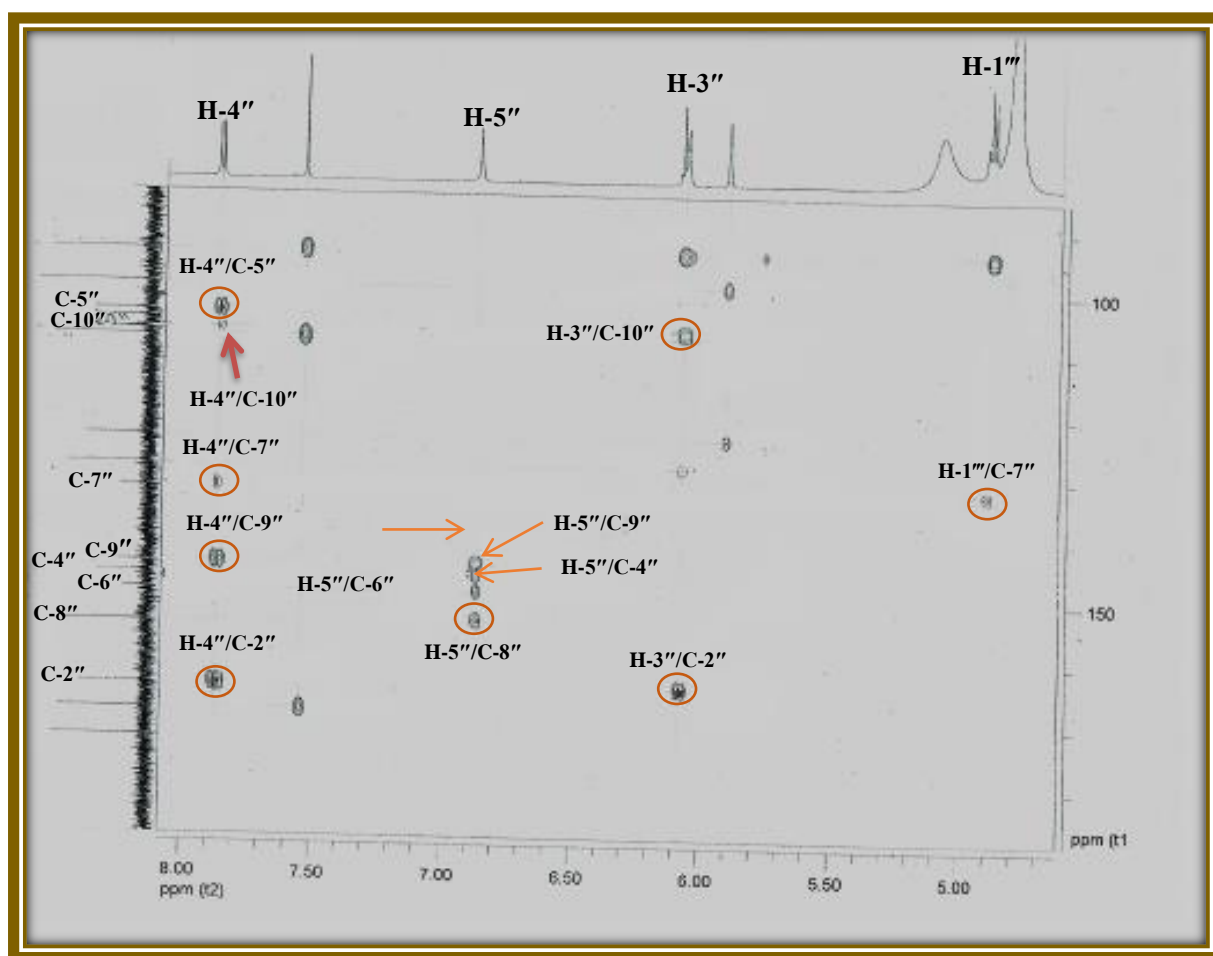 H-4″
H-5″
H-3″
H-1‴
H-4″/C-5″
C-5″
C-10″
H-3″/C-10″
100
H-4″/C-10″
H-4″/C-7″
C-7″
H-1‴/C-7″
H-4″/C-9″
H-5″/C-9″
C-9″
C-4″
H-5″/C-4″
C-6″
H-5″/C-6″
C-8″
150
H-4″/C-2″
H-5″/C-8″
H-3″/C-2″
C-2″
ppm (t1
8.00
7.50
7.00
6.50
6.00
5.50
5.00
ppm (t2)